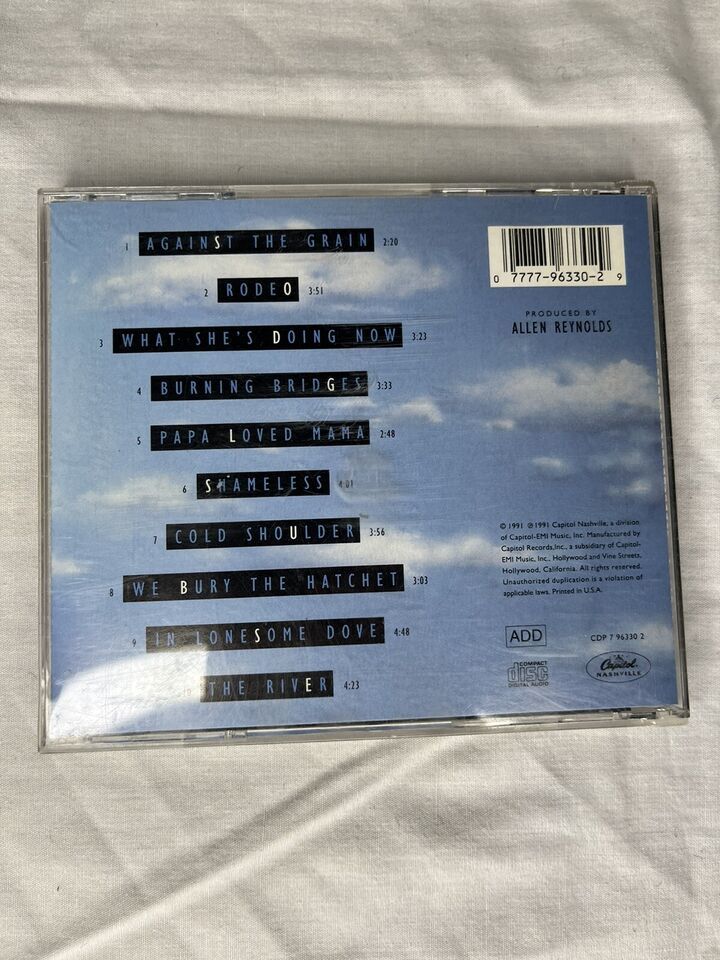 1 AGAINST THE GRAIN 2:20
2 RODEO 3:51
3 WHAT SHE'S DOING NOW 3:23
4 BURNING BRIDGES 3:33
5 PAPA LOVED MAMA 2:48
6 SHAMELESS 4:01
7 COLD SHOULDER 3:56
8 WE BURY THE HATCHET 3:03
9 IN LONESOME DOVE 4:48
10 THE RIVER 4:23
0 7777-96330-2 9
PRODUCED BY
ALLEN REYNOLDS
© 1991 ℗ 1991 Capitol Nashville, a division
of Capitol-EMI Music, Inc. Manufactured by
Capitol Records,Inc., a subsidiary of Capitol-
EMI Music, Inc., Hollywood and Vine Streets,
Hollywood, California. All rights reserved.
Unauthorized duplication is a violation of
applicable laws. Printed in U.S.A.
ADD
CDP 7 96330 2
COMPACT
disc
DIGITAL AUDIO
Capitol
NASHVILLE